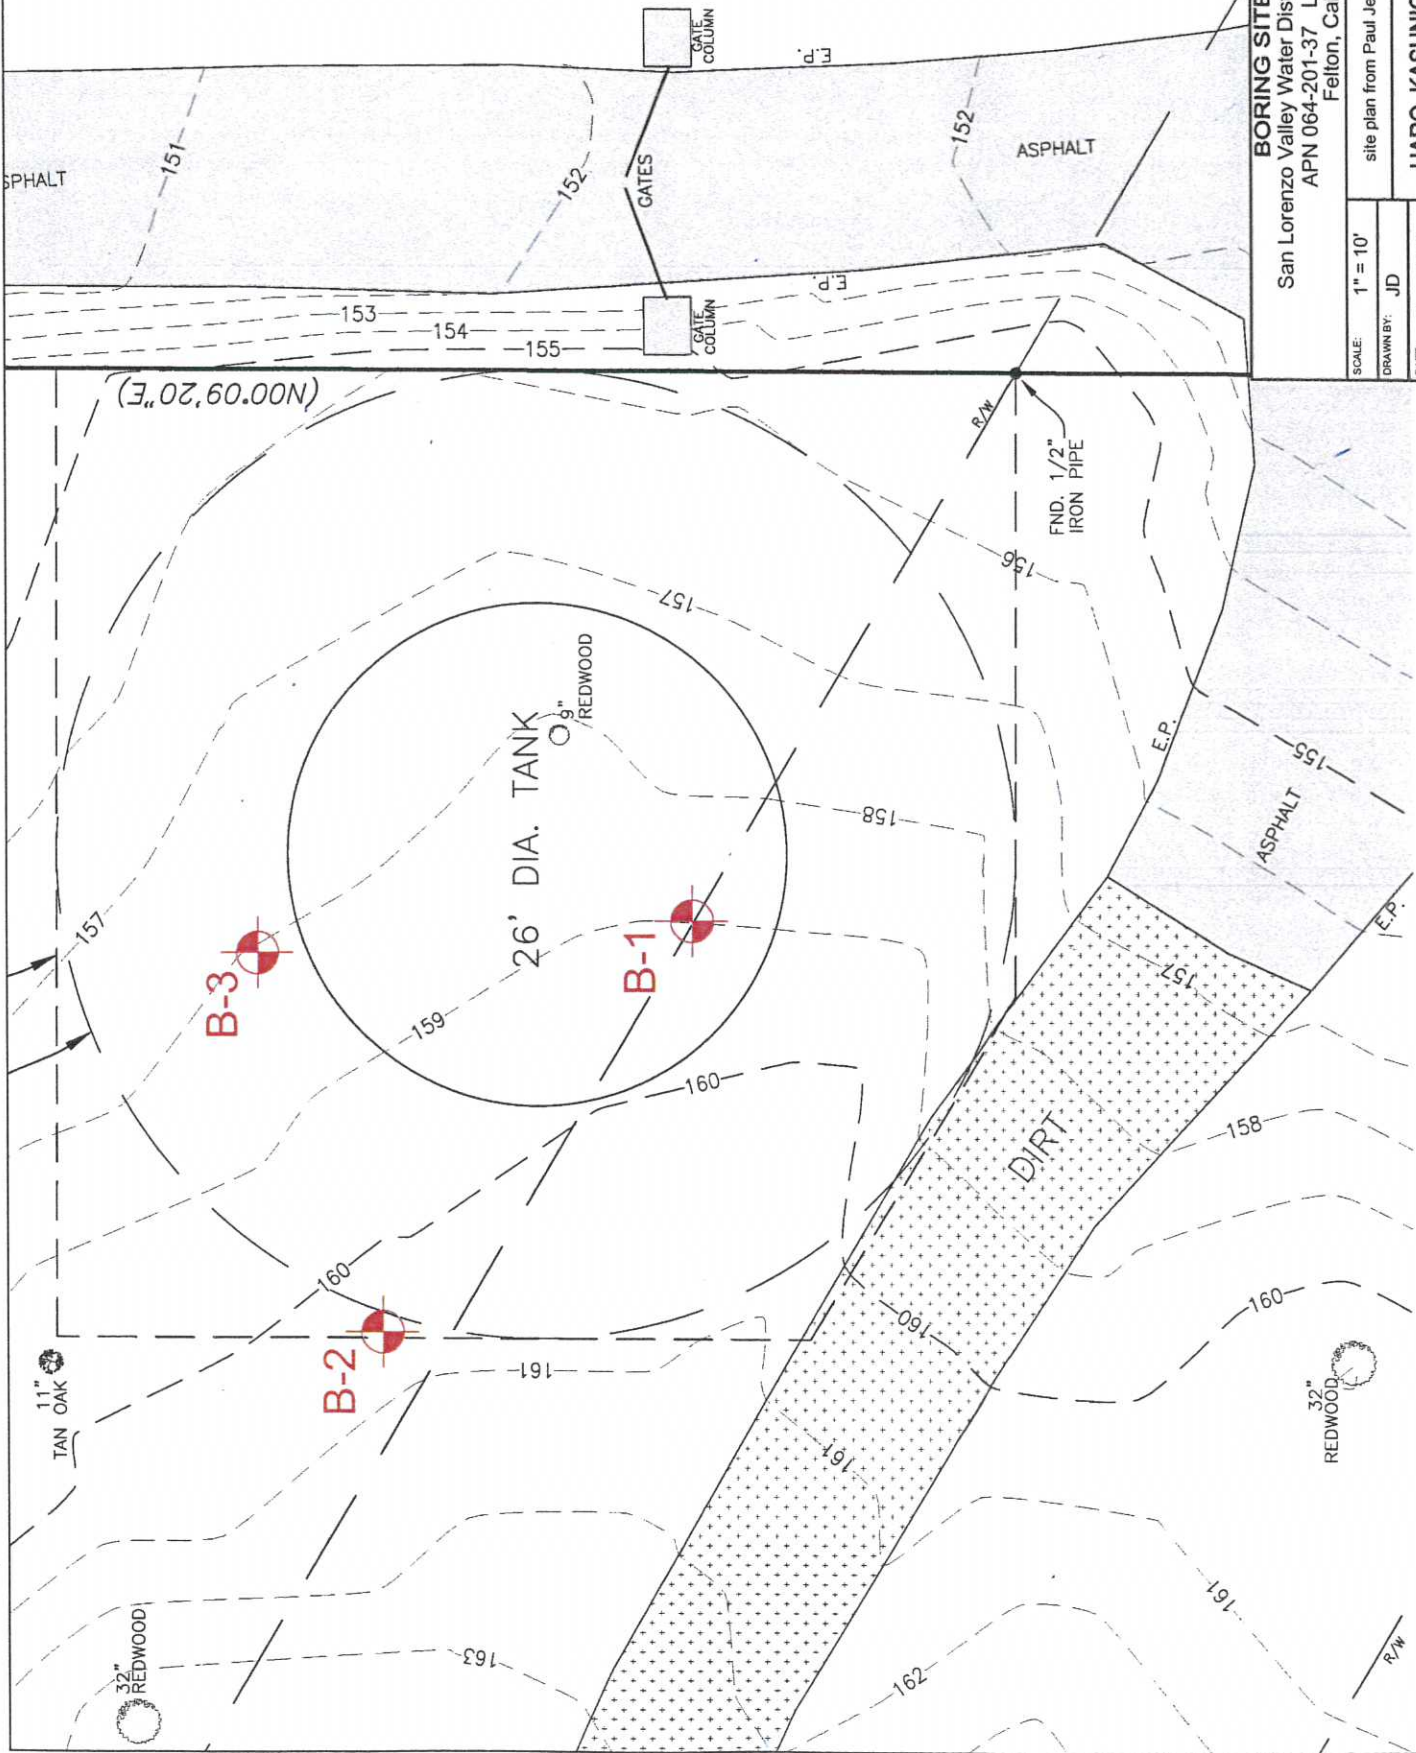 SPHALT
151
152
GATES
GATE
COLUMN
GATE
COLUMN
E.P.
E.P.
152
ASPHALT
153
154
155
(N00°09'20"E)
R/W
FND. 1/2"
IRON PIPE
156
157
157
158
9"
REDWOOD
26' DIA. TANK
B-1
B-3
159
160
160
B-2
161
11"
TAN OAK
32"
REDWOOD
163
DIRT
157
158
160
160
161
161
162
32"
REDWOOD
R/W
E.P.
155
ASPHALT
E.P.
BORING SITE
San Lorenzo Valley Water Dis
APN 064-201-37 L
Felton, Ca
SCALE: 1" = 10'
DRAWN BY: JD
site plan from Paul Je